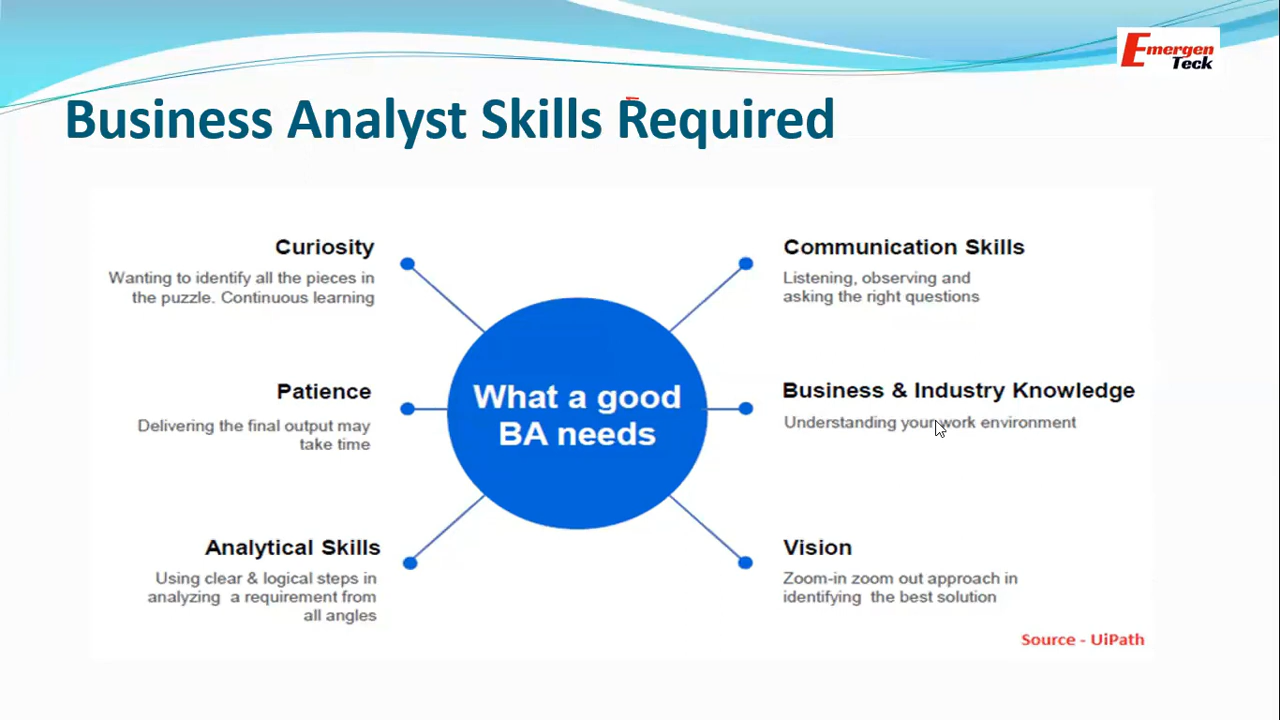 Emergen
Teck
Business Analyst Skills Required
Curiosity
Wanting to identify all the pieces in
the puzzle. Continuous learning
Patience
Delivering the final output may
take time
Analytical Skills
Using clear & logical steps in
analyzing a requirement from
all angles
What a good
BA needs
Communication Skills
Listening, observing and
asking the right questions
Business & Industry Knowledge
Understanding your work environment
Vision
Zoom-in zoom out approach in
identifying the best solution
Source - UiPath